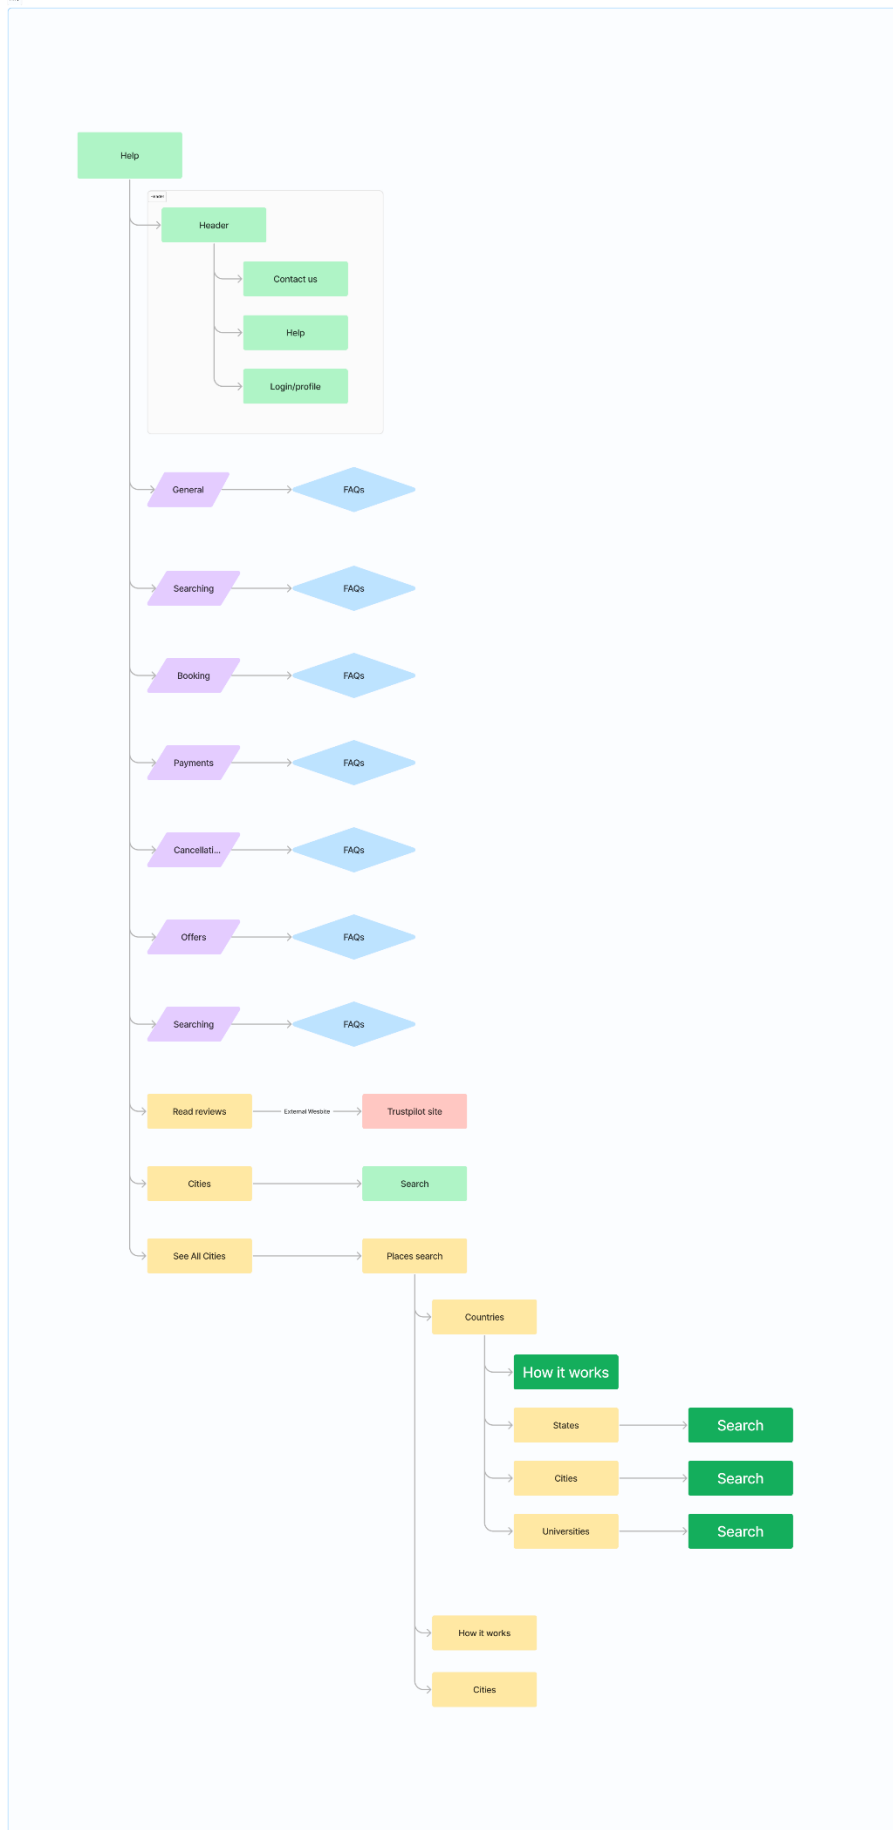 Help
Header
Header
Contact us
Help
Login/profile
General
FAQs
Searching
FAQs
Booking
FAQs
Payments
FAQs
Cancellati...
FAQs
Offers
FAQs
Searching
FAQs
Read reviews
External Wesbite
Trustpilot site
Cities
Search
See All Cities
Places search
Countries
How it works
States
Search
Cities
Search
Universities
Search
How it works
Cities